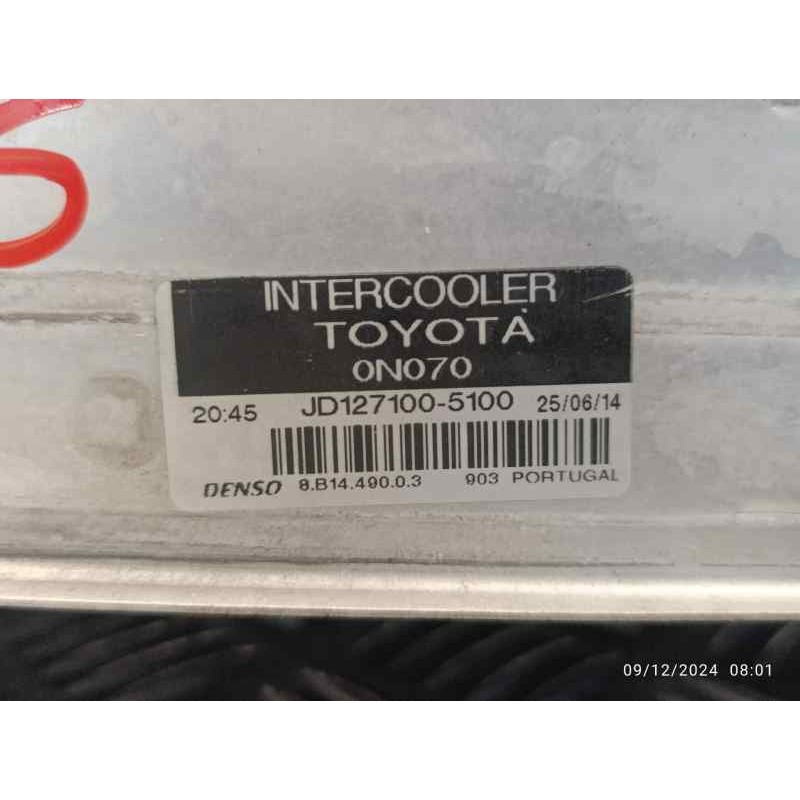 INTERCOOLER
TOYOTA
0N070
20:45 JD127100-5100 25/06/14
DENSO 8.B14.490.0.3 903 PORTUGAL
09/12/2024 08:01